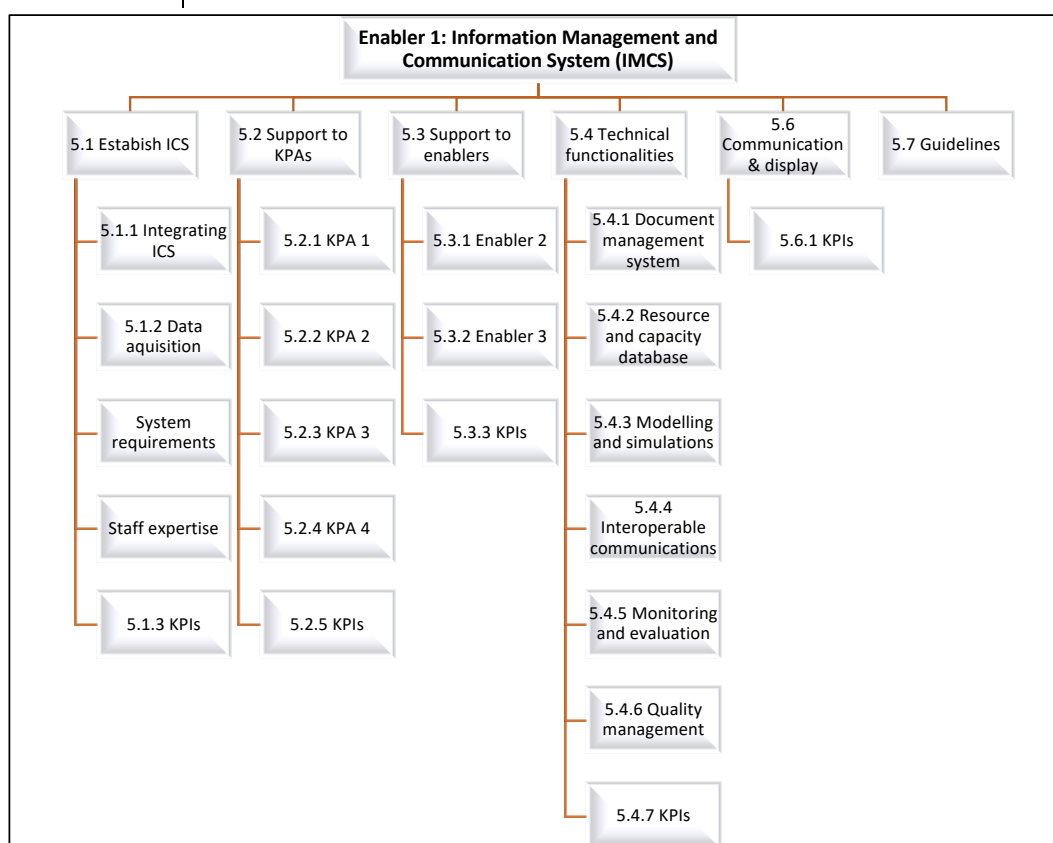 Enabler 1: Information Management and
Communication System (IMCS)
5.1 Estabish ICS
5.1.1 Integrating
ICS
5.1.2 Data
aquisition
System
requirements
Staff expertise
5.1.3 KPIs
5.2 Support to
KPAs
5.2.1 KPA 1
5.2.2 KPA 2
5.2.3 KPA 3
5.2.4 KPA 4
5.2.5 KPIs
5.3 Support to
enablers
5.3.1 Enabler 2
5.3.2 Enabler 3
5.3.3 KPIs
5.4 Technical
functionalities
5.4.1 Document
management
system
5.4.2 Resource
and capacity
database
5.4.3 Modelling
and simulations
5.4.4
Interoperable
communications
5.4.5 Monitoring
and evaluation
5.4.6 Quality
management
5.4.7 KPIs
5.6
Communication
& display
5.6.1 KPIs
5.7 Guidelines